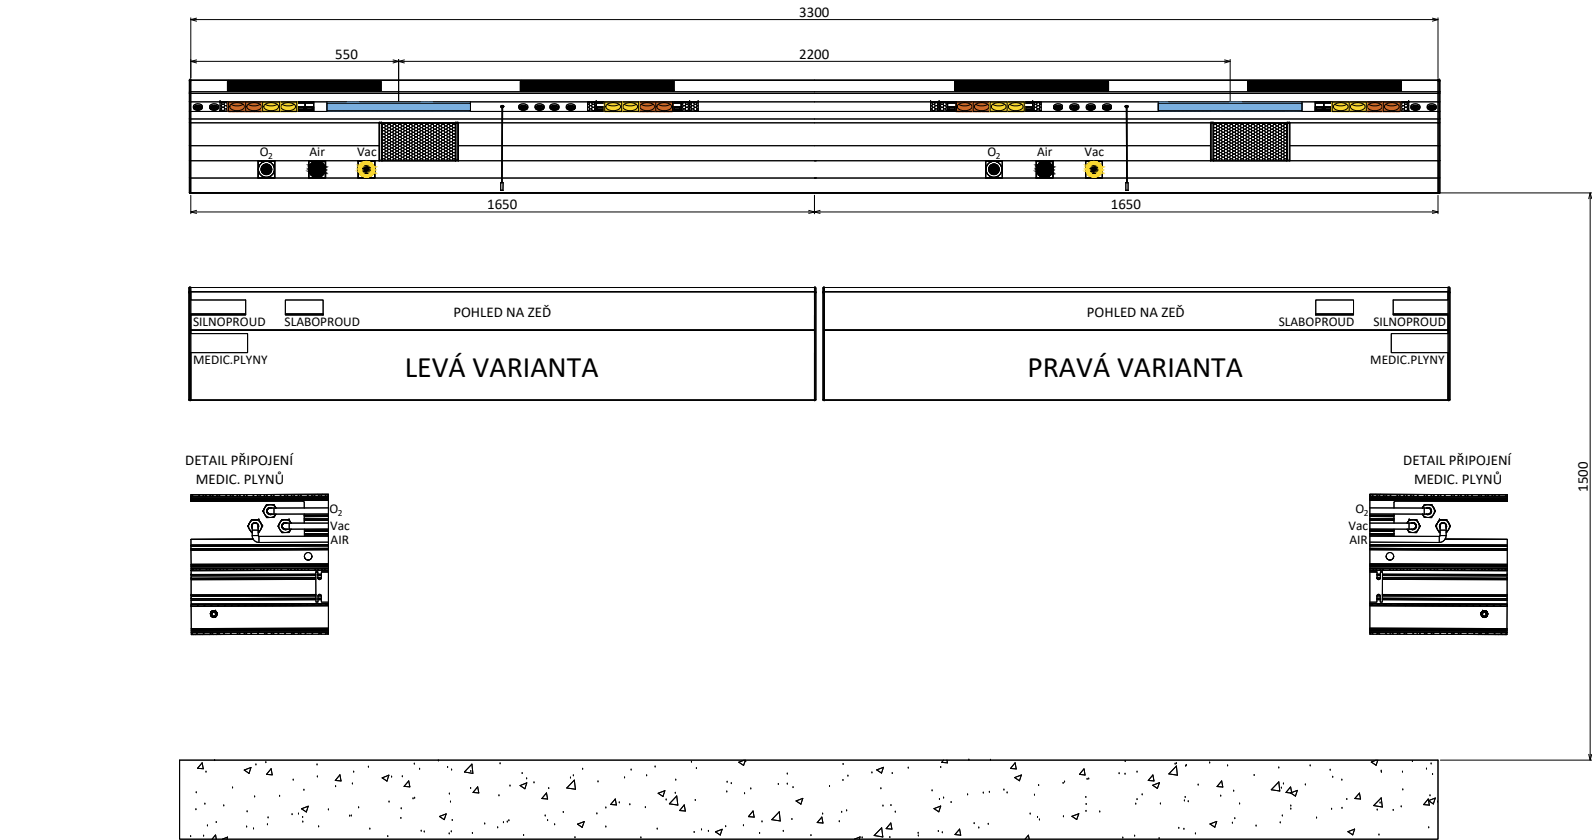 3300
550
2200
O₂
Air
Vac
O₂
Air
Vac
1650
1650
POHLED NA ZEĎ
SILNOPROUD
SLABOPROUD
MEDIC.PLYNY
LEVÁ VARIANTA
POHLED NA ZEĎ
SLABOPROUD
SILNOPROUD
MEDIC.PLYNY
PRAVÁ VARIANTA
DETAIL PŘIPOJENÍ
MEDIC. PLYNŮ
O₂
Vac
AIR
DETAIL PŘIPOJENÍ
MEDIC. PLYNŮ
O₂
Vac
AIR
1500